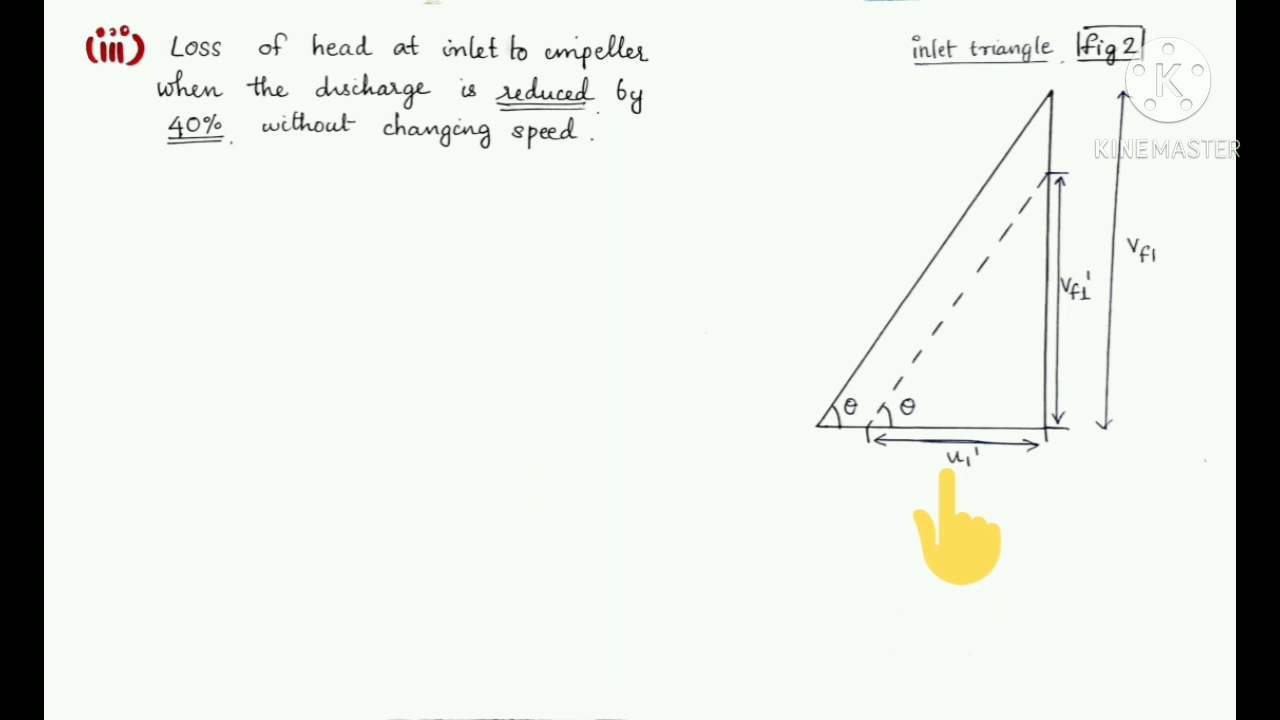 (iii) Loss of head at inlet to impeller
when the discharge is reduced by
40% without changing speed.
inlet triangle. fig 2
K
KINEMASTER
Vf1
Vf1'
θ θ
u1'